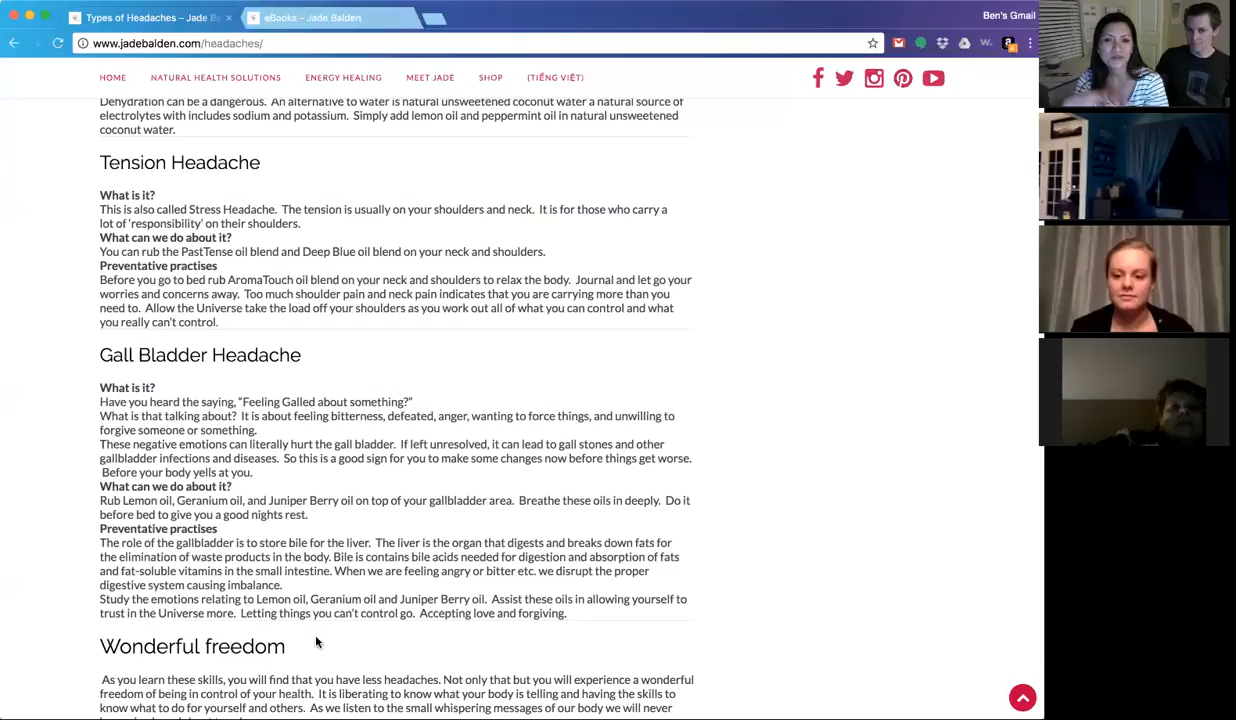 Types of Headaches – Jade Ba
eBooks – Jade Balden
Ben's Gmail
www.jadebalden.com/headaches/
HOME NATURAL HEALTH SOLUTIONS ENERGY HEALING MEET JADE SHOP (TIẾNG VIỆT)
Dehydration can be a dangerous. An alternative to water is natural unsweetened coconut water a natural source of
electrolytes with includes sodium and potassium. Simply add lemon oil and peppermint oil in natural unsweetened
coconut water.
Tension Headache
What is it?
This is also called Stress Headache. The tension is usually on your shoulders and neck. It is for those who carry a
lot of ‘responsibility’ on their shoulders.
What can we do about it?
You can rub the PastTense oil blend and Deep Blue oil blend on your neck and shoulders.
Preventative practises
Before you go to bed rub AromaTouch oil blend on your neck and shoulders to relax the body. Journal and let go your
worries and concerns away. Too much shoulder pain and neck pain indicates that you are carrying more than you
need to. Allow the Universe take the load off your shoulders as you work out all of what you can control and what
you really can’t control.
Gall Bladder Headache
What is it?
Have you heard the saying, “Feeling Galled about something?”
What is that talking about? It is about feeling bitterness, defeated, anger, wanting to force things, and unwilling to
forgive someone or something.
These negative emotions can literally hurt the gall bladder. If left unresolved, it can lead to gall stones and other
gallbladder infections and diseases. So this is a good sign for you to make some changes now before things get worse.
Before your body yells at you.
What can we do about it?
Rub Lemon oil, Geranium oil, and Juniper Berry oil on top of your gallbladder area. Breathe these oils in deeply. Do it
before bed to give you a good nights rest.
Preventative practises
The role of the gallbladder is to store bile for the liver. The liver is the organ that digests and breaks down fats for
the elimination of waste products in the body. Bile is contains bile acids needed for digestion and absorption of fats
and fat-soluble vitamins in the small intestine. When we are feeling angry or bitter etc. we disrupt the proper
digestive system causing imbalance.
Study the emotions relating to Lemon oil, Geranium oil and Juniper Berry oil. Assist these oils in allowing yourself to
trust in the Universe more. Letting things you can’t control go. Accepting love and forgiving.
Wonderful freedom
As you learn these skills, you will find that you have less headaches. Not only that but you will experience a wonderful
freedom of being in control of your health. It is liberating to know what your body is telling and having the skills to
know what to do for yourself and others. As we listen to the small whispering messages of our body we will never